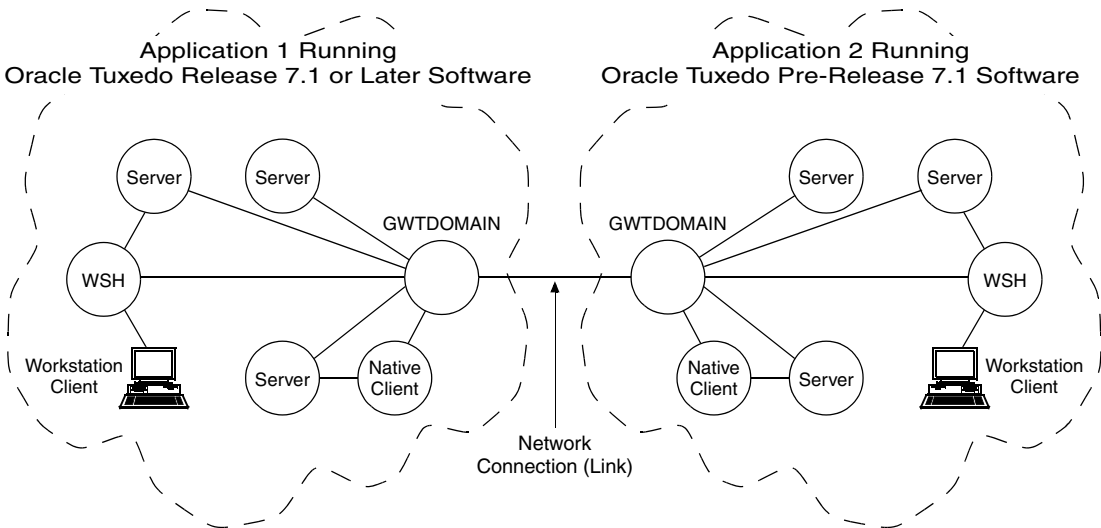 Application 1 Running
Oracle Tuxedo Release 7.1 or Later Software
Application 2 Running
Oracle Tuxedo Pre-Release 7.1 Software
Server
Server
Server
Server
GWTDOMAIN
GWTDOMAIN
WSH
WSH
Workstation
Client
Server
Native
Client
Native
Client
Server
Workstation
Client
Network
Connection (Link)